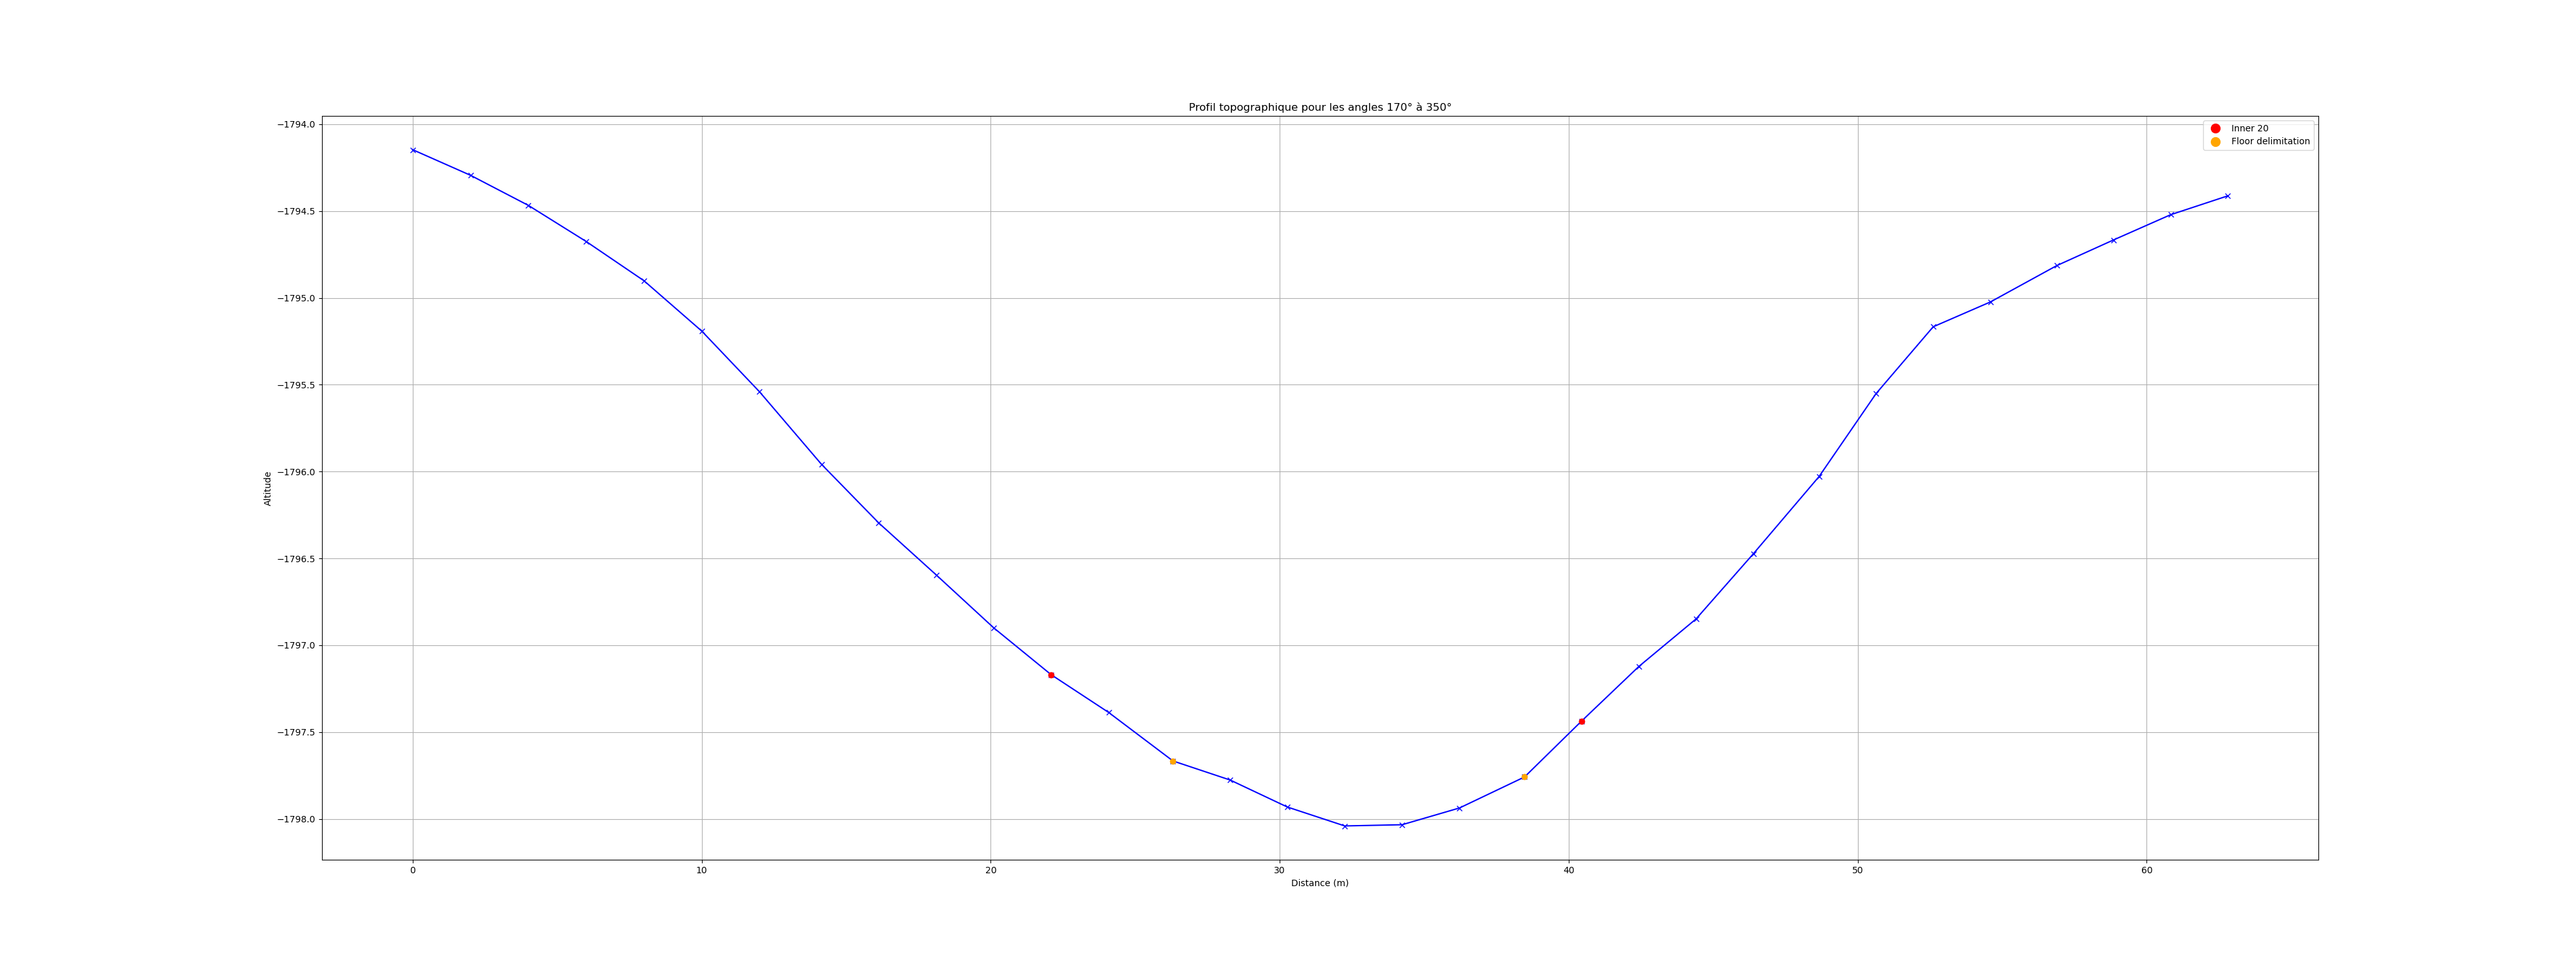 Profil topographique pour les angles 170° à 350°
Inner 20
Floor delimitation
−1794.0
−1794.5
−1795.0
−1795.5
−1796.0
−1796.5
−1797.0
−1797.5
−1798.0
Altitude
0 10 20 30 40 50 60
Distance (m)